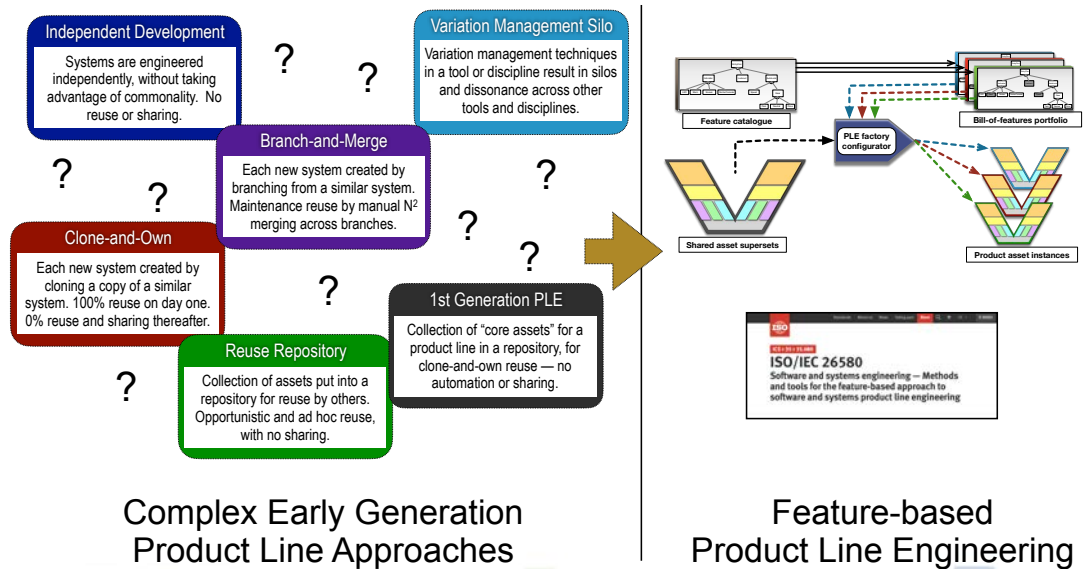 Independent Development
Systems are engineered
independently, without taking
advantage of commonality. No
reuse or sharing.
?
?
Variation Management Silo
Variation management techniques
in a tool or discipline result in silos
and dissonance across other
tools and disciplines.
Branch-and-Merge
Each new system created by
branching from a similar system.
Maintenance reuse by manual N²
merging across branches.
?
?
?
Clone-and-Own
Each new system created by
cloning a copy of a similar
system. 100% reuse on day one.
0% reuse and sharing thereafter.
?
?
?
1st Generation PLE
Collection of “core assets” for a
product line in a repository, for
clone-and-own reuse — no
automation or sharing.
Reuse Repository
Collection of assets put into a
repository for reuse by others.
Opportunistic and ad hoc reuse,
with no sharing.
?
Complex Early Generation
Product Line Approaches
Feature catalogue
Bill-of-features portfolio
PLE factory
configurator
Shared asset supersets
Product asset instances
ISO
ISO/IEC 26580
Software and systems engineering — Methods
and tools for the feature-based approach to
software and systems product line engineering
Feature-based
Product Line Engineering